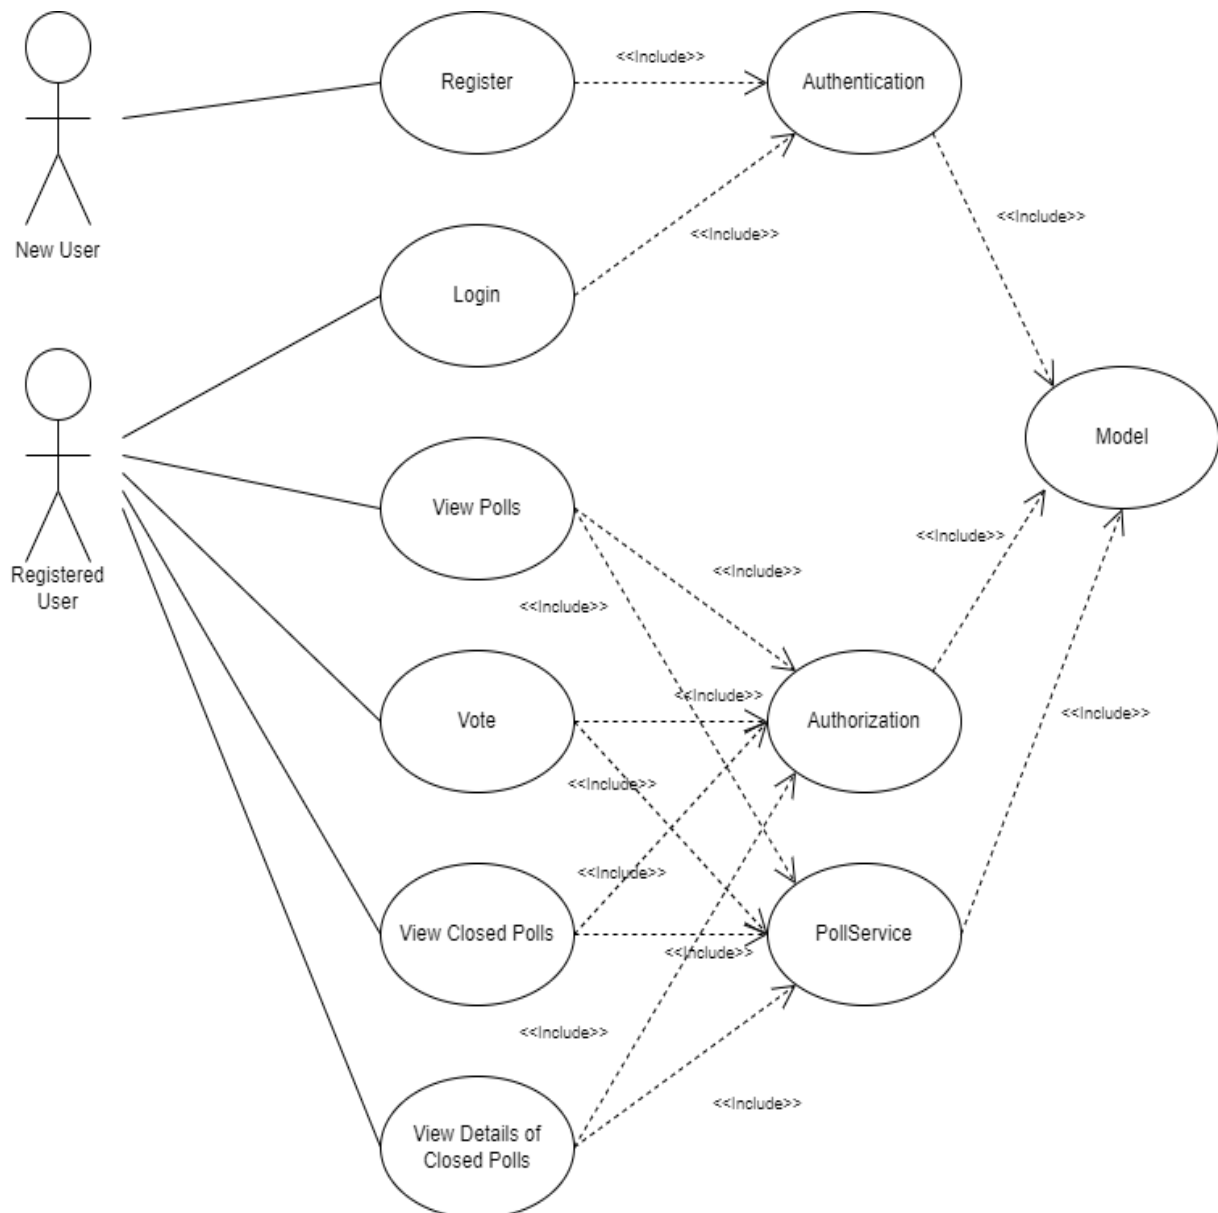 Register
<<Include>>
Authentication
New User
<<Include>>
<<Include>>
Login
Model
View Polls
<<Include>>
<<Include>>
Registered
User
<<Include>>
Vote
<<Include>>
Authorization
<<Include>>
<<Include>>
<<Include>>
View Closed Polls
PollService
<<Include>>
<<Include>>
<<Include>>
View Details of
Closed Polls